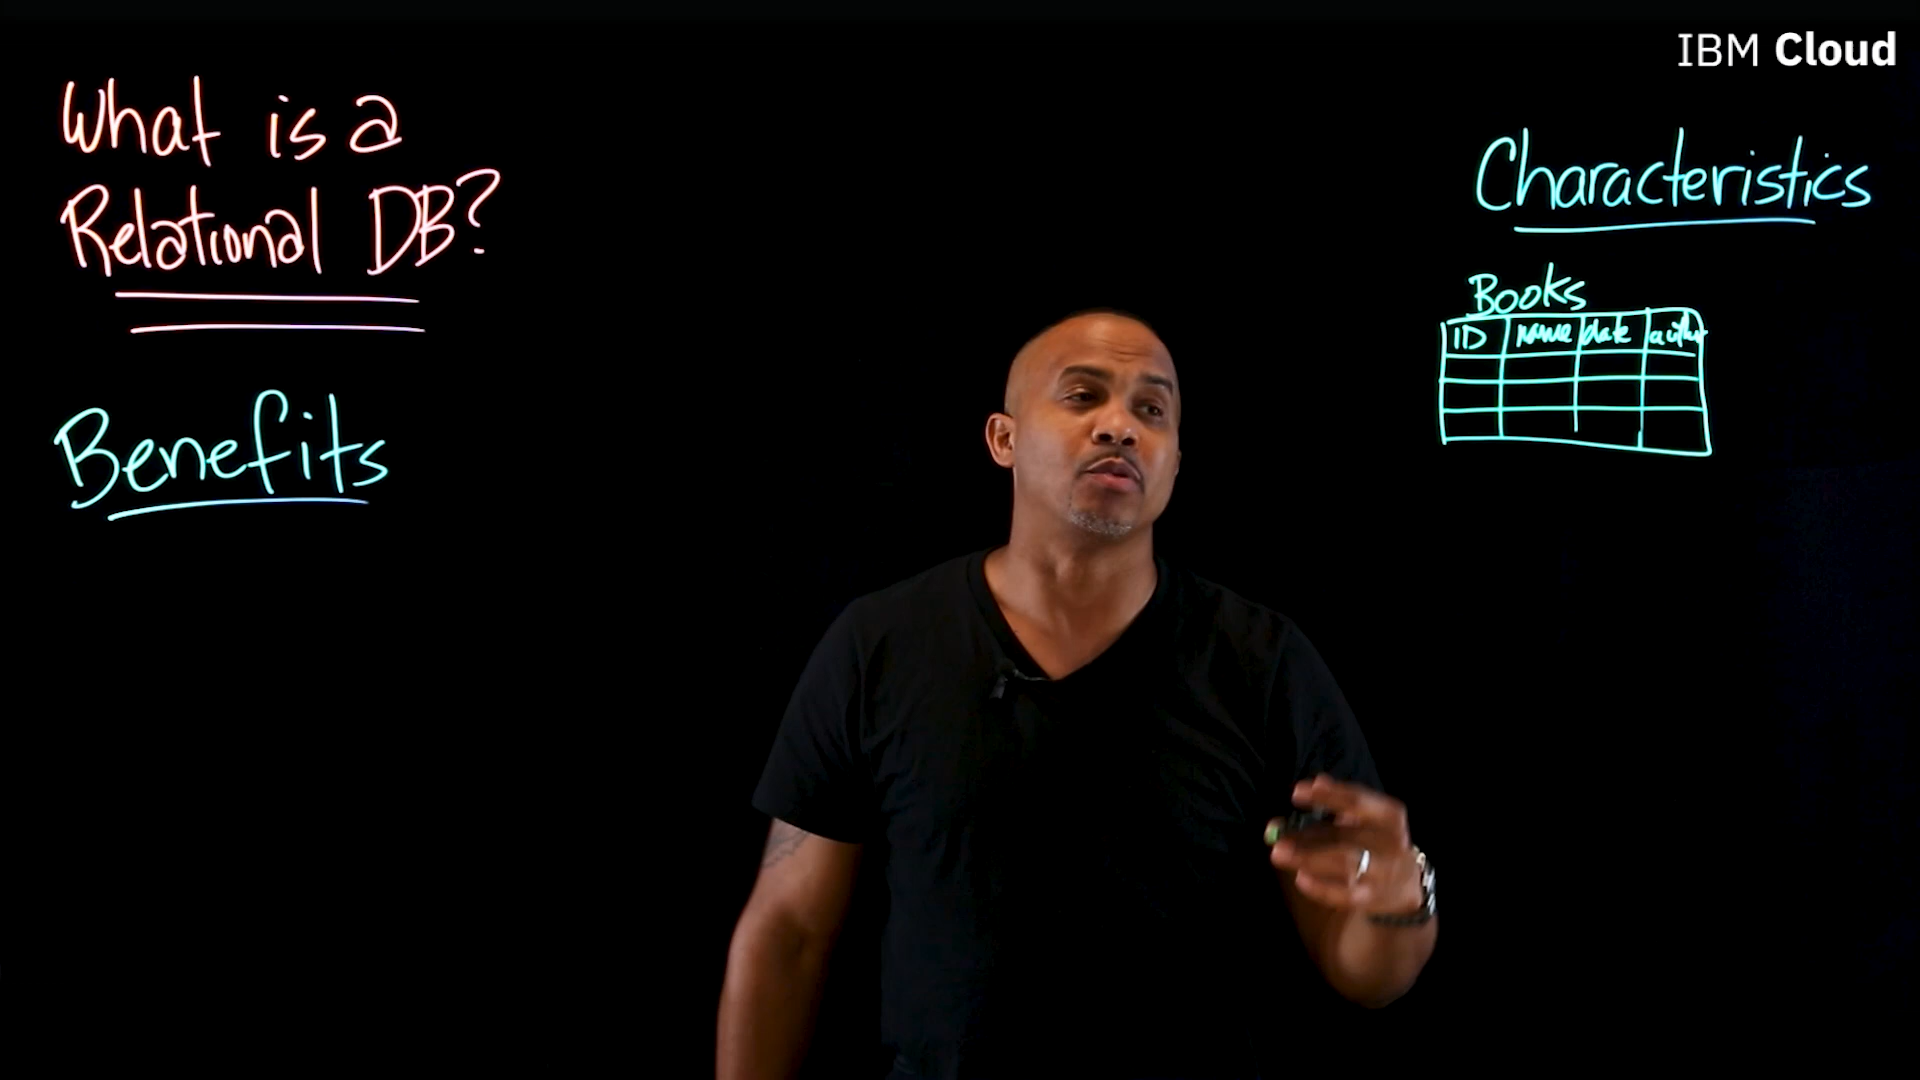 IBM Cloud
What is a
Relational DB?
Characteristics
Books
ID name date author
Benefits